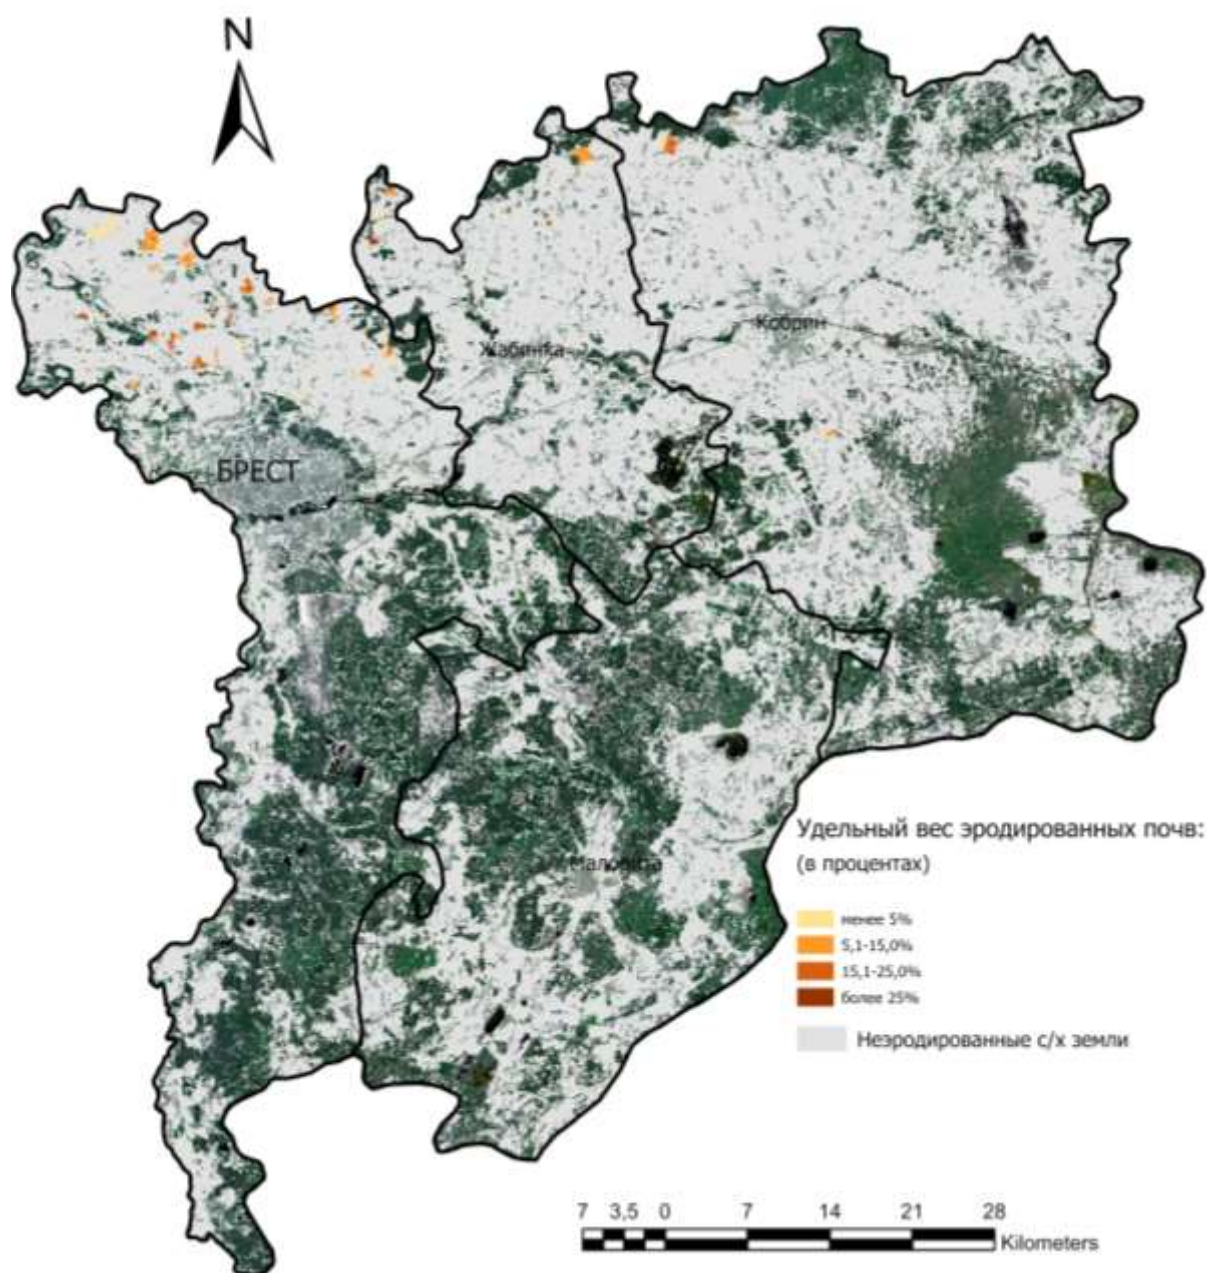 N
Кобрин
Жабинка
БРЕСТ
Малорита
Удельный вес эродированных почв:
(в процентах)
менее 5%
5,1-15,0%
15,1-25,0%
более 25%
Неэродированные с/х земли
7 3,5 0 7 14 21 28
Kilometers